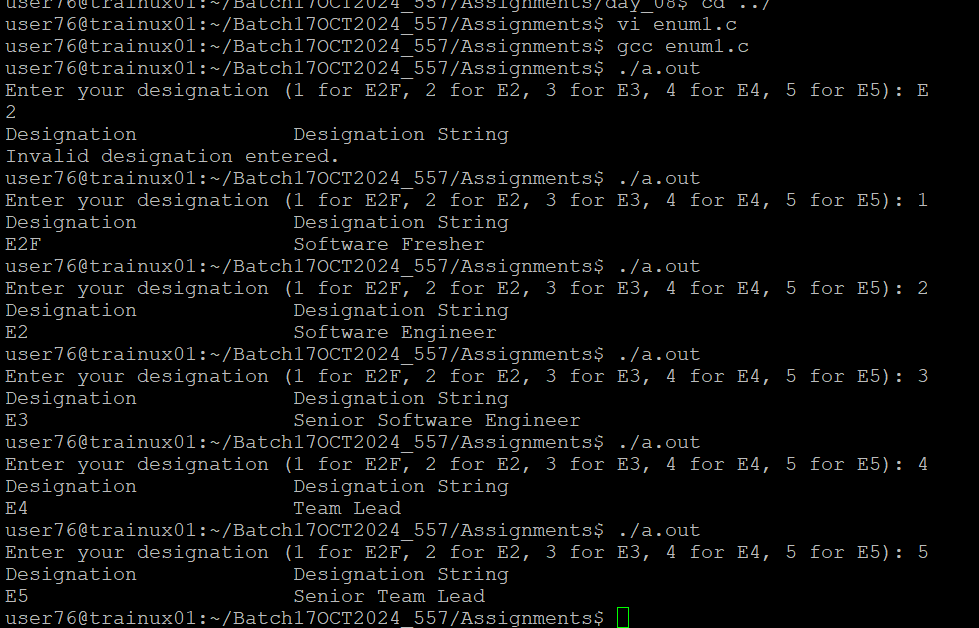 user76@trainux01:~/Batch17OCT2024_557/Assignments/day_08$ cd ../
user76@trainux01:~/Batch17OCT2024_557/Assignments$ vi enum1.c
user76@trainux01:~/Batch17OCT2024_557/Assignments$ gcc enum1.c
user76@trainux01:~/Batch17OCT2024_557/Assignments$ ./a.out
Enter your designation (1 for E2F, 2 for E2, 3 for E3, 4 for E4, 5 for E5): E
2
Designation             Designation String
Invalid designation entered.
user76@trainux01:~/Batch17OCT2024_557/Assignments$ ./a.out
Enter your designation (1 for E2F, 2 for E2, 3 for E3, 4 for E4, 5 for E5): 1
Designation             Designation String
E2F                     Software Fresher
user76@trainux01:~/Batch17OCT2024_557/Assignments$ ./a.out
Enter your designation (1 for E2F, 2 for E2, 3 for E3, 4 for E4, 5 for E5): 2
Designation             Designation String
E2                      Software Engineer
user76@trainux01:~/Batch17OCT2024_557/Assignments$ ./a.out
Enter your designation (1 for E2F, 2 for E2, 3 for E3, 4 for E4, 5 for E5): 3
Designation             Designation String
E3                      Senior Software Engineer
user76@trainux01:~/Batch17OCT2024_557/Assignments$ ./a.out
Enter your designation (1 for E2F, 2 for E2, 3 for E3, 4 for E4, 5 for E5): 4
Designation             Designation String
E4                      Team Lead
user76@trainux01:~/Batch17OCT2024_557/Assignments$ ./a.out
Enter your designation (1 for E2F, 2 for E2, 3 for E3, 4 for E4, 5 for E5): 5
Designation             Designation String
E5                      Senior Team Lead
user76@trainux01:~/Batch17OCT2024_557/Assignments$